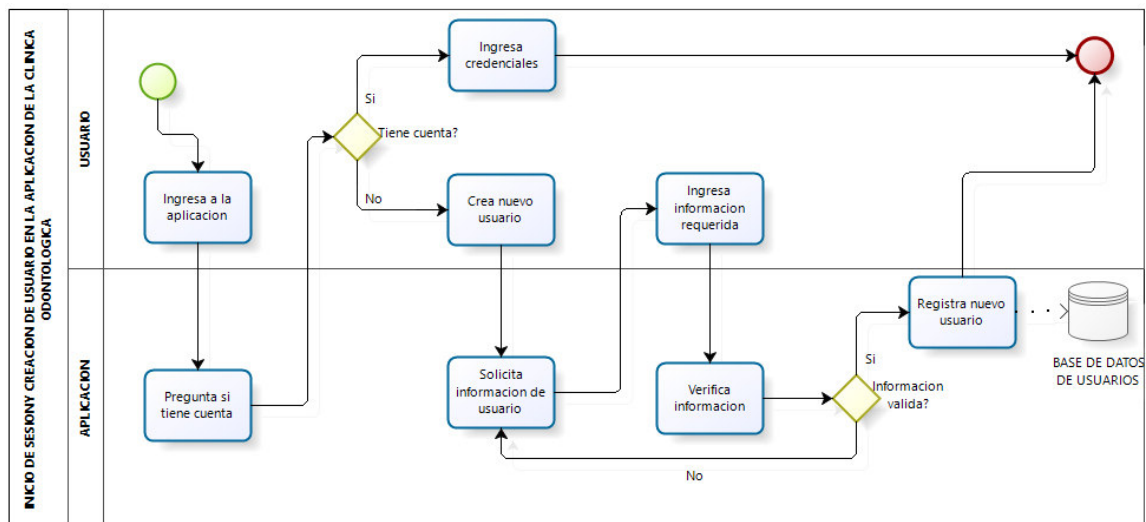 INICIO DE SESIONY CREACION DE USUARIO EN LA APLICACION DE LA CLINICA
ODONTOLOGICA
USUARIO
Ingresa a la
aplicacion
Si
Tiene cuenta?
No
Ingresa
credenciales
Crea nuevo
usuario
Ingresa
informacion
requerida
APLICACION
Pregunta si
tiene cuenta
Solicita
informacion de
usuario
Verifica
informacion
Si
Informacion
valida?
No
Registra nuevo
usuario
BASE DE DATOS
DE USUARIOS